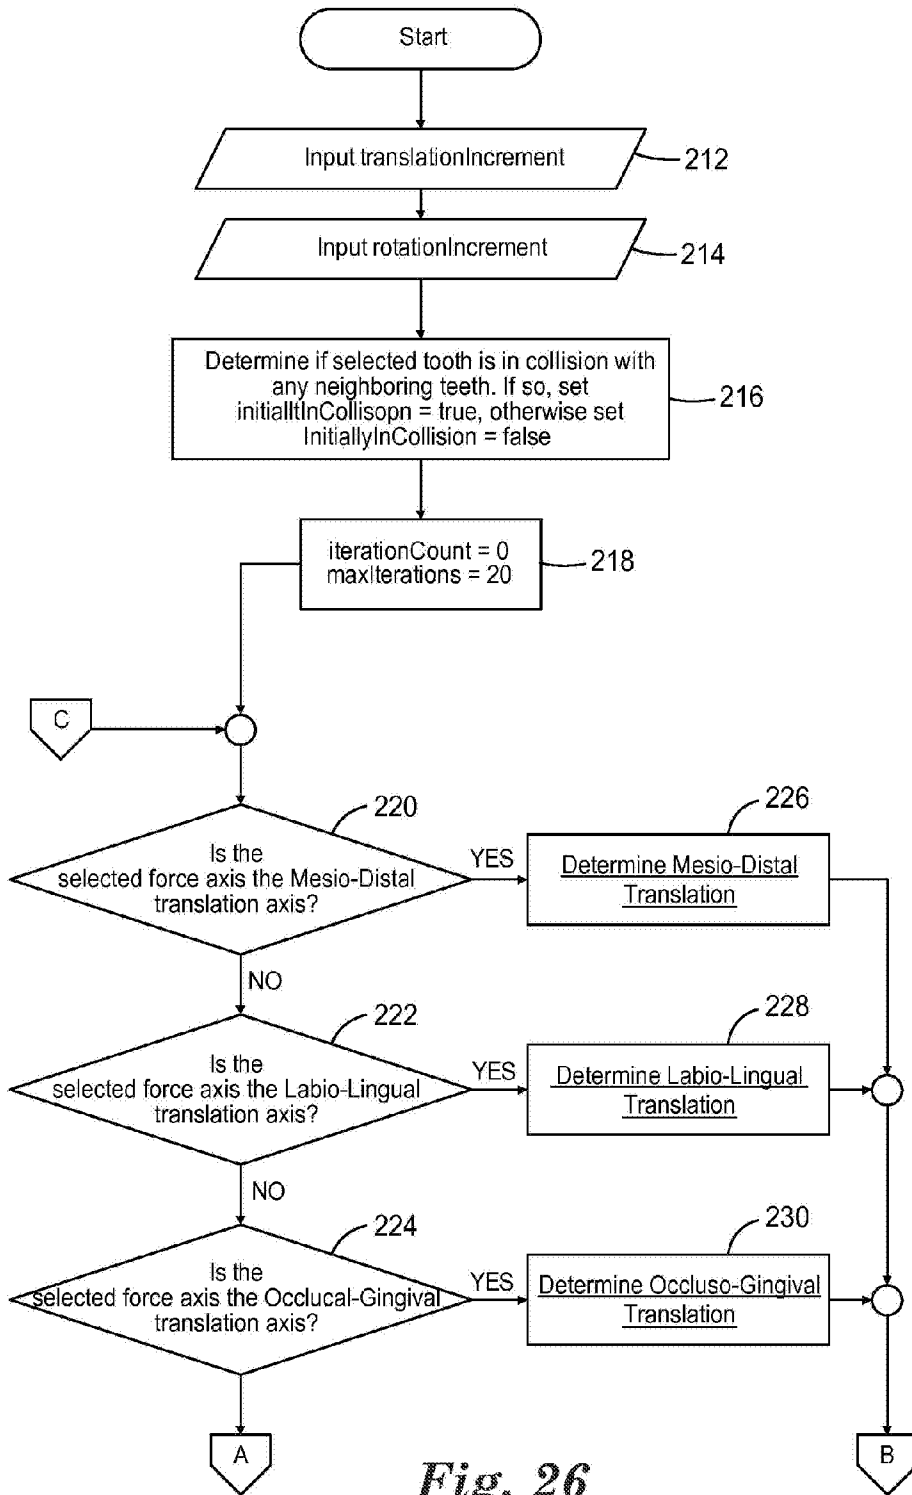 Start
Input translationIncrement
212
Input rotationIncrement
214
Determine if selected tooth is in collision with
any neighboring teeth. If so, set
initialltInCollisopn = true, otherwise set
InitiallyInCollision = false
216
iterationCount = 0
maxIterations = 20
218
C
220
Is the
selected force axis the Mesio-Distal
translation axis?
YES
226
Determine Mesio-Distal
Translation
NO
222
Is the
selected force axis the Labio-Lingual
translation axis?
YES
228
Determine Labio-Lingual
Translation
NO
224
Is the
selected force axis the Occlucal-Gingival
translation axis?
YES
230
Determine Occluso-Gingival
Translation
A
B
Fig. 26